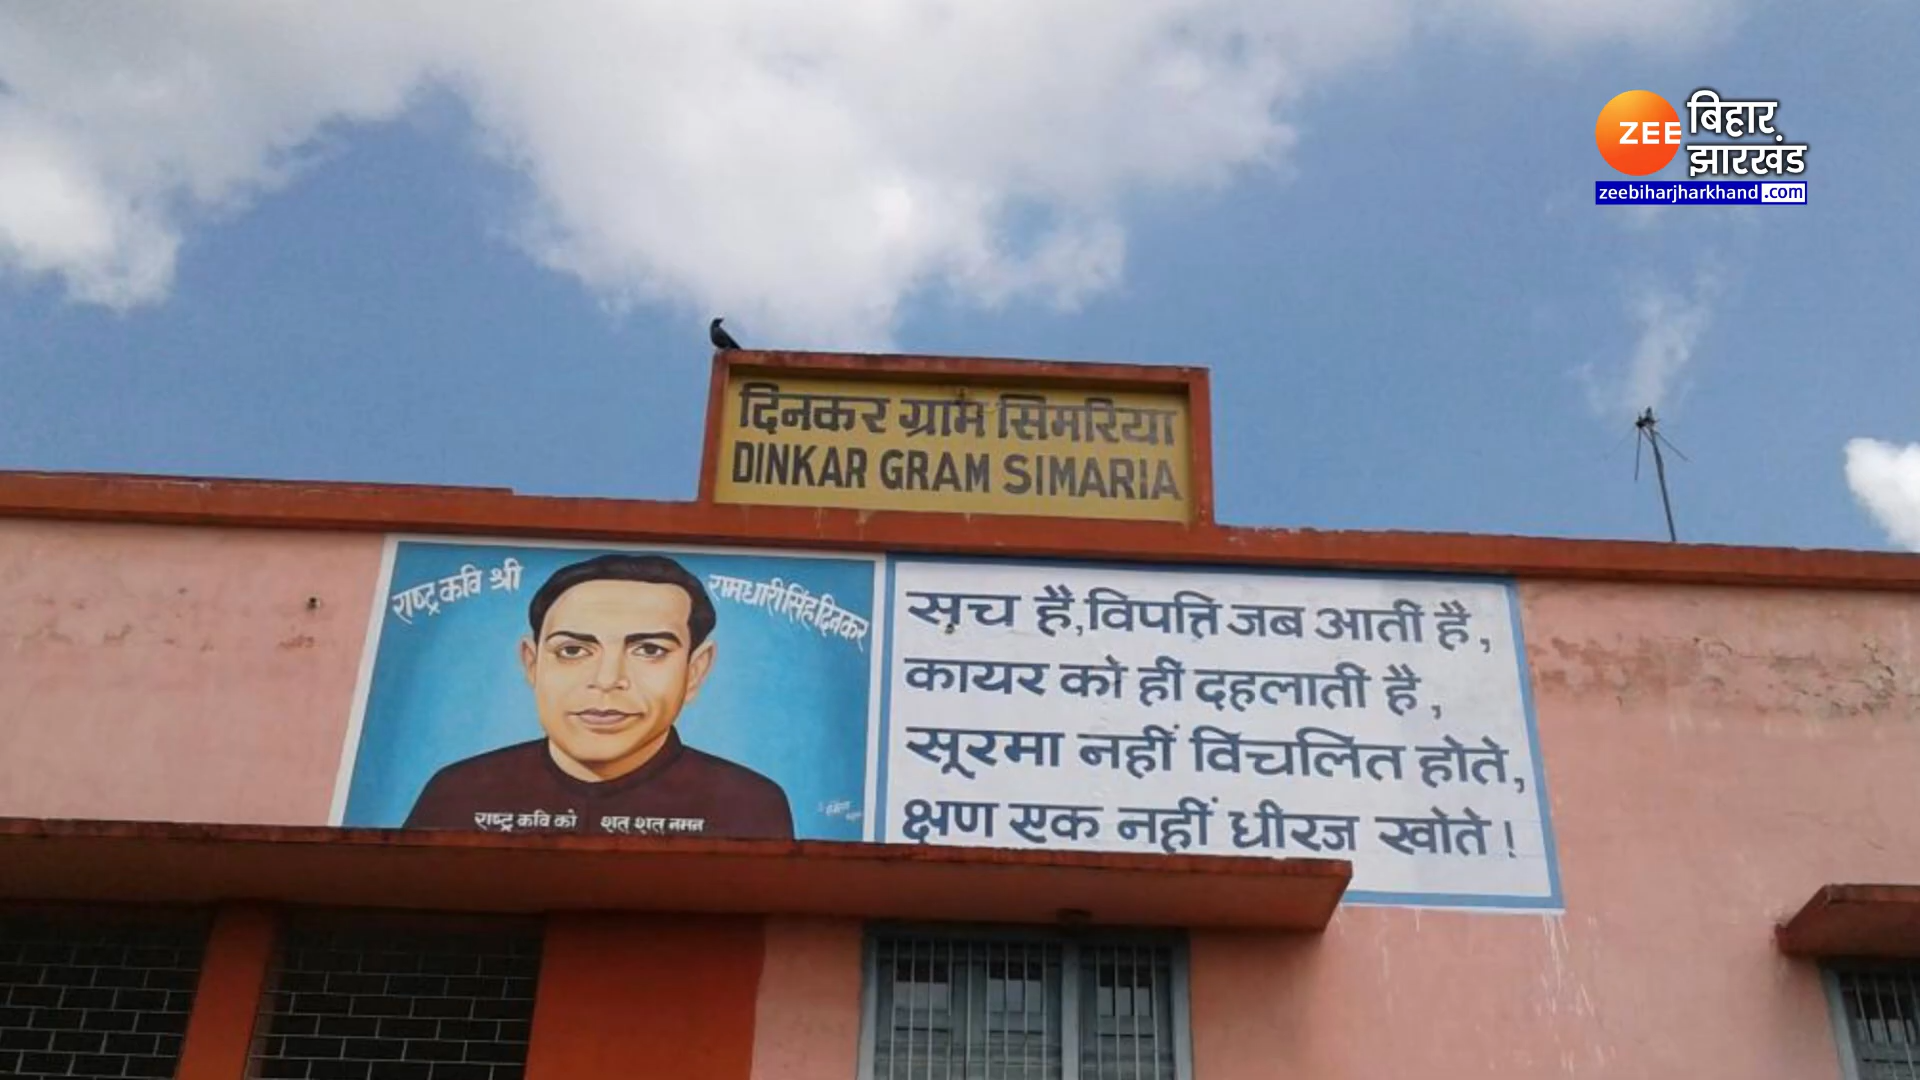 ZEE बिहार
झारखंड
zeebiharjharkhand.com
दिनकर ग्राम सिमरिया
DINKAR GRAM SIMARIA
राष्ट्र कवि श्री रामधारी सिंह दिनकर
राष्ट्र कवि को शत् शत् नमन
सच है, विपत्ति जब आती है,
कायर को ही दहलाती है,
सूरमा नहीं विचलित होते,
क्षण एक नहीं धीरज खोते!